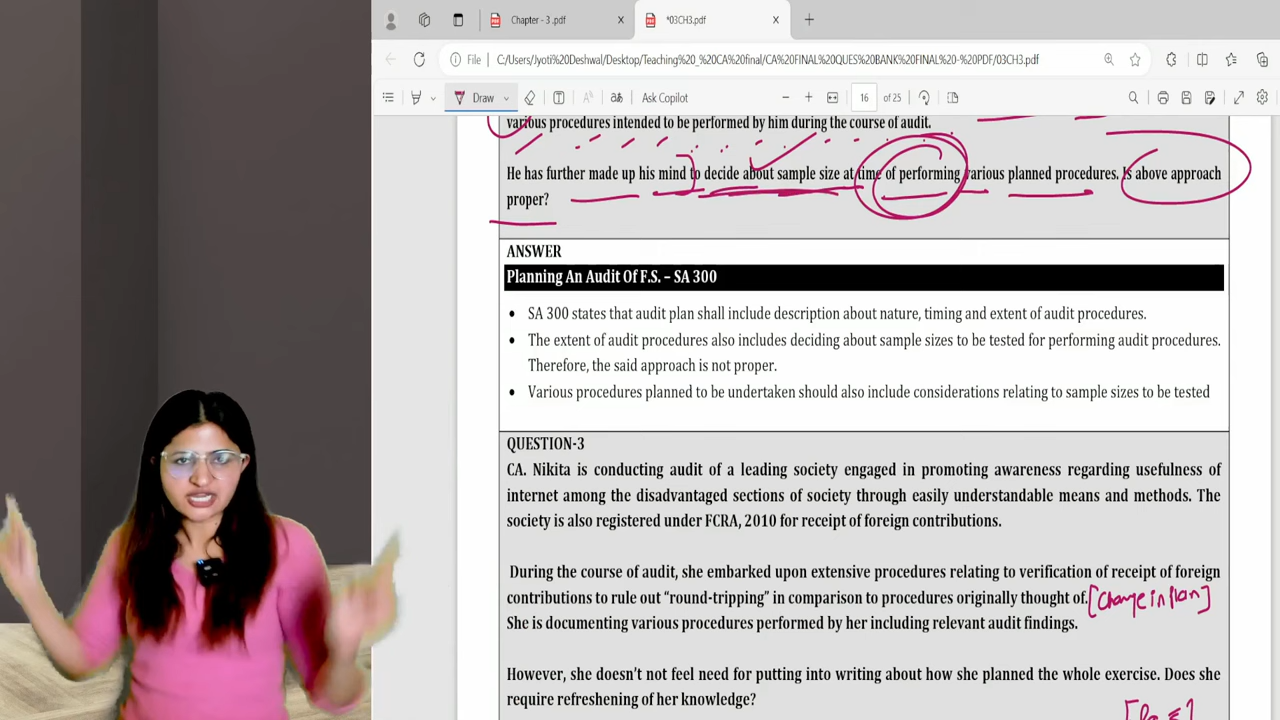 Chapter - 3 .pdf
*03CH3.pdf
File
C:/Users/Jyoti%20Deshwal/Desktop/Teaching%20_%20CA%20final/CA%20FINAL%20QUES%20BANK%20FINAL%20-%20PDF/03CH3.pdf
Draw
Ask Copilot
16
of 25
various procedures intended to be performed by him during the course of audit.
He has further made up his mind to decide about sample size at time of performing various planned procedures. Is above approach
proper?
ANSWER
Planning An Audit Of F.S. – SA 300
• SA 300 states that audit plan shall include description about nature, timing and extent of audit procedures.
• The extent of audit procedures also includes deciding about sample sizes to be tested for performing audit procedures.
Therefore, the said approach is not proper.
• Various procedures planned to be undertaken should also include considerations relating to sample sizes to be tested
QUESTION-3
CA. Nikita is conducting audit of a leading society engaged in promoting awareness regarding usefulness of
internet among the disadvantaged sections of society through easily understandable means and methods. The
society is also registered under FCRA, 2010 for receipt of foreign contributions.
During the course of audit, she embarked upon extensive procedures relating to verification of receipt of foreign
contributions to rule out “round-tripping” in comparison to procedures originally thought of. [Change in Plan]
She is documenting various procedures performed by her including relevant audit findings.
However, she doesn’t not feel need for putting into writing about how she planned the whole exercise. Does she
require refreshening of her knowledge?